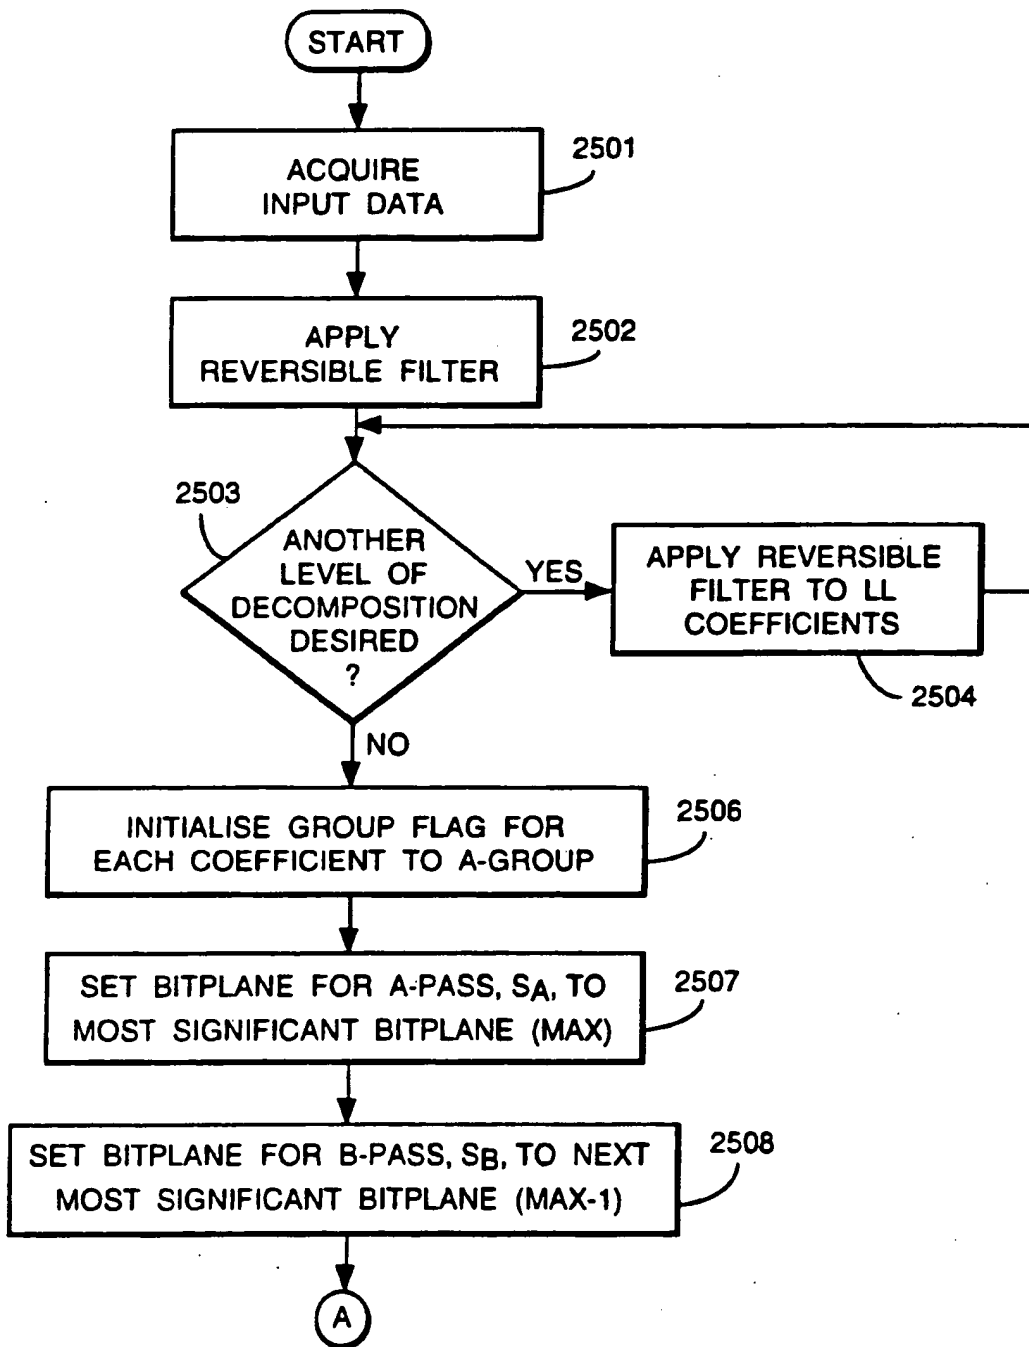 START
ACQUIRE
INPUT DATA
2501
APPLY
REVERSIBLE FILTER
2502
2503
ANOTHER
LEVEL OF
DECOMPOSITION
DESIRED
?
YES
APPLY REVERSIBLE
FILTER TO LL
COEFFICIENTS
2504
NO
INITIALISE GROUP FLAG FOR
EACH COEFFICIENT TO A-GROUP
2506
SET BITPLANE FOR A-PASS, SA, TO
MOST SIGNIFICANT BITPLANE (MAX)
2507
SET BITPLANE FOR B-PASS, SB, TO NEXT
MOST SIGNIFICANT BITPLANE (MAX-1)
2508
A